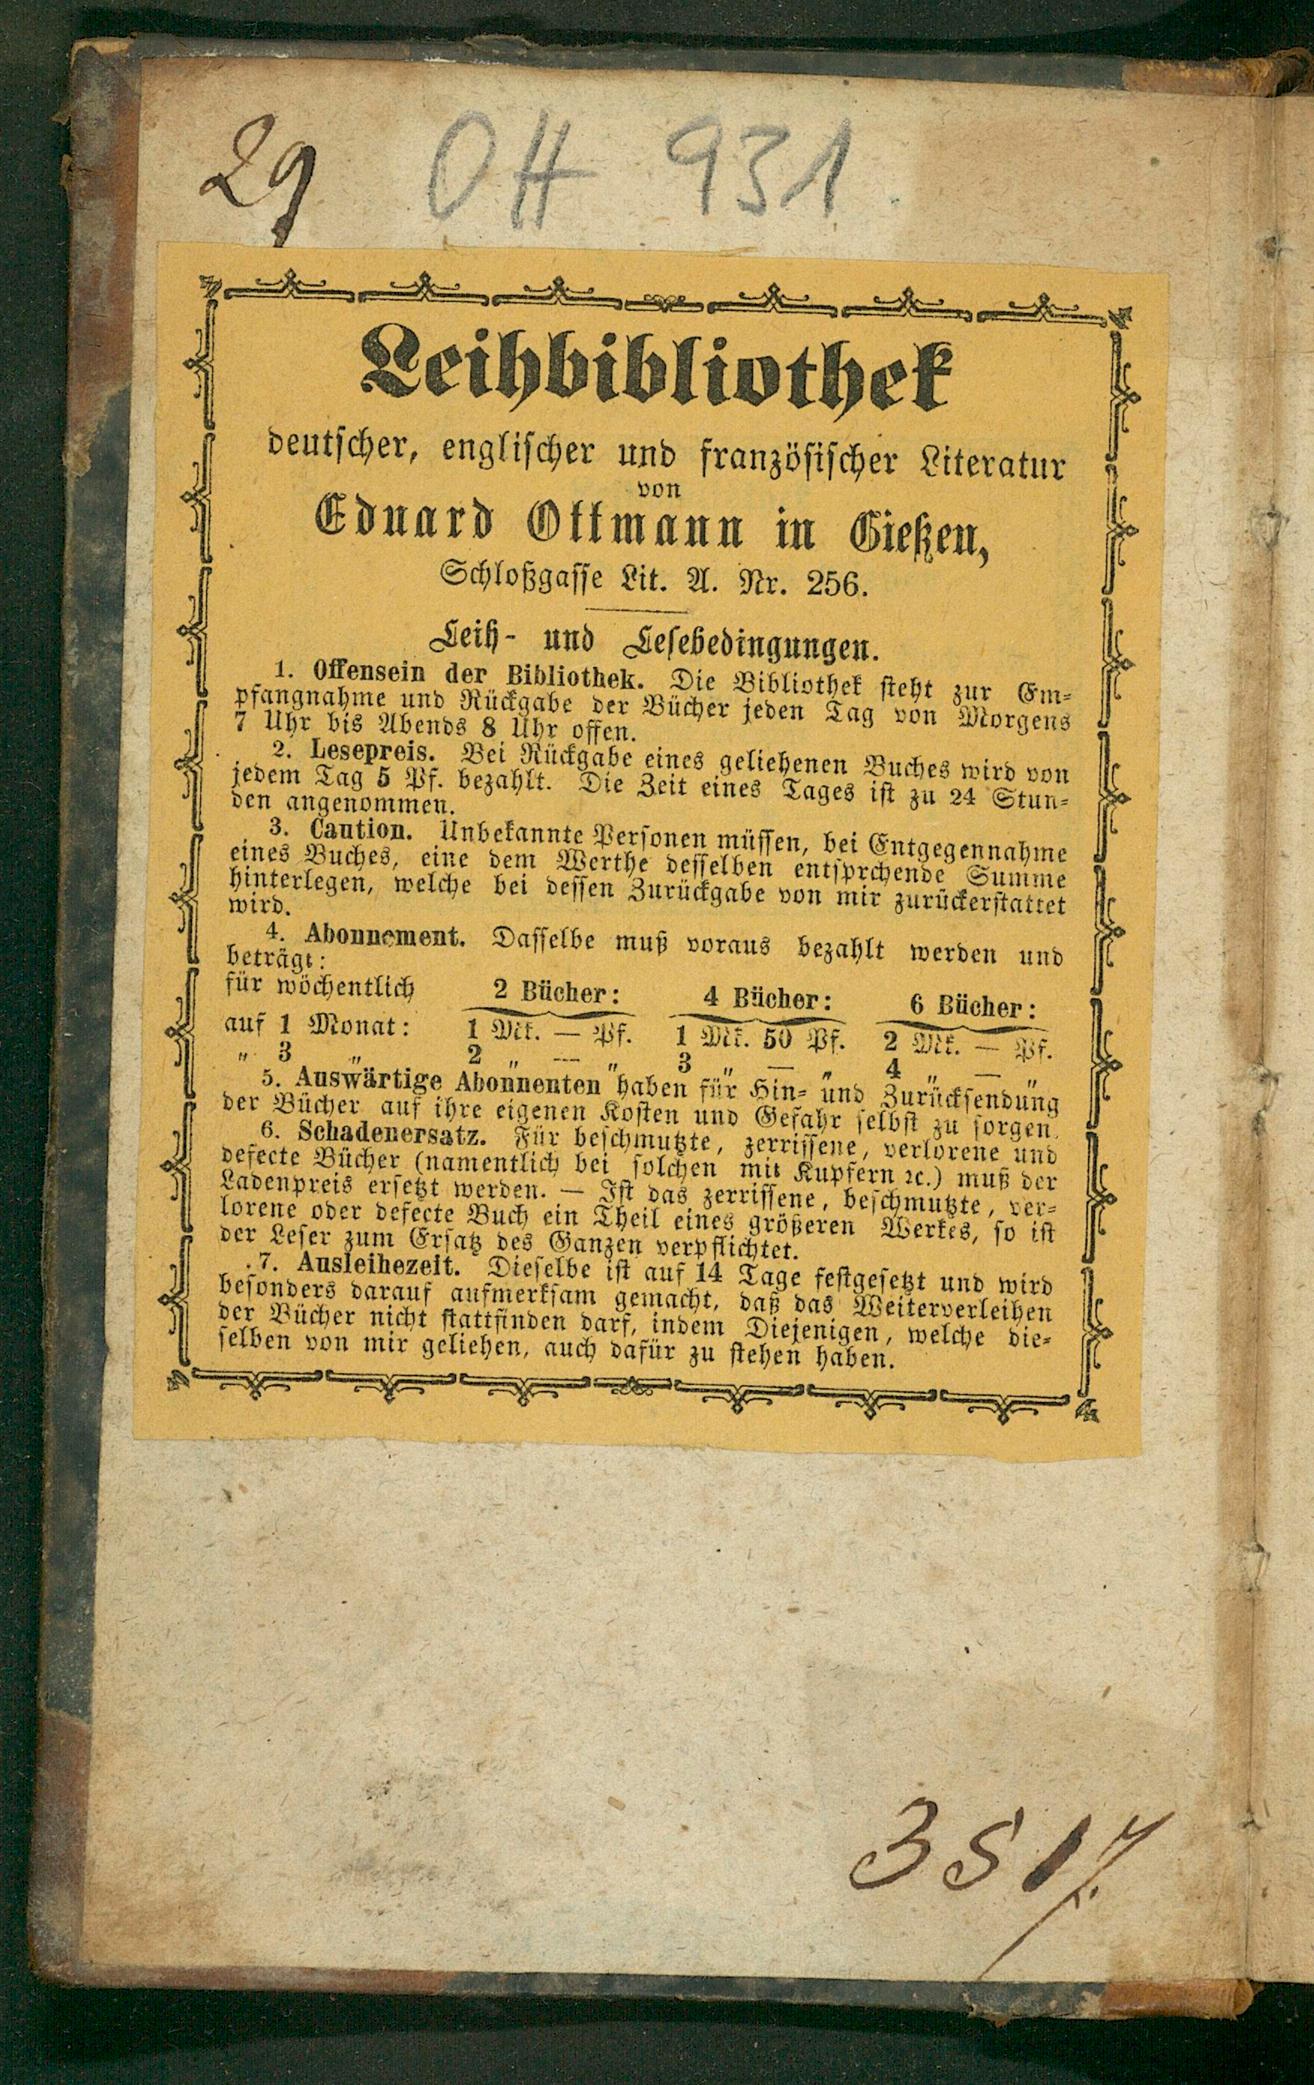 29 OH 931
Leihbibliothek
deutscher, englischer und französischer Literatur
von
Eduard Ottmann in Gießen,
Schloßgasse Lit. A. Nr. 256.
Leih- und Lesebedingungen.
1. Offensein der Bibliothek. Die Bibliothek steht zur Em-
pfangnahme und Rückgabe der Bücher jeden Tag von Morgens
7 Uhr bis Abends 8 Uhr offen.
2. Lesepreis. Bei Rückgabe eines geliehenen Buches wird von
jedem Tag 5 Pf. bezahlt. Die Zeit eines Tages ist zu 24 Stun-
den angenommen.
3. Caution. Unbekannte Personen müssen, bei Entgegennahme
eines Buches, eine dem Werthe desselben entsprchende Summe
hinterlegen, welche bei dessen Zurückgabe von mir zurückerstattet
wird.
4. Abonnement. Dasselbe muß voraus bezahlt werden und
beträgt:
für wöchentlich 2 Bücher: 4 Bücher: 6 Bücher:
auf 1 Monat: 1 Mk. — Pf. 1 Mk. 50 Pf. 2 Mk. — Pf.
„ 3 „ 2 „ — „ 3 „ — „ 4 „ — „
5. Auswärtige Abonnenten haben für Hin- und Zurücksendung
der Bücher auf ihre eigenen Kosten und Gefahr selbst zu sorgen.
6. Schadenersatz. Für beschmutzte, zerrissene, verlorene und
defecte Bücher (namentlich bei solchen mit Kupfern ꝛc.) muß der
Ladenpreis ersetzt werden. — Ist das zerrissene, beschmutzte, ver-
lorene oder defecte Buch ein Theil eines größeren Werkes, so ist
der Leser zum Ersatz des Ganzen verpflichtet.
7. Ausleihezeit. Dieselbe ist auf 14 Tage festgesetzt und wird
besonders darauf aufmerksam gemacht, daß das Weiterverleihen
der Bücher nicht stattfinden darf, indem Diejenigen, welche die-
selben von mir geliehen, auch dafür zu stehen haben.
3517.